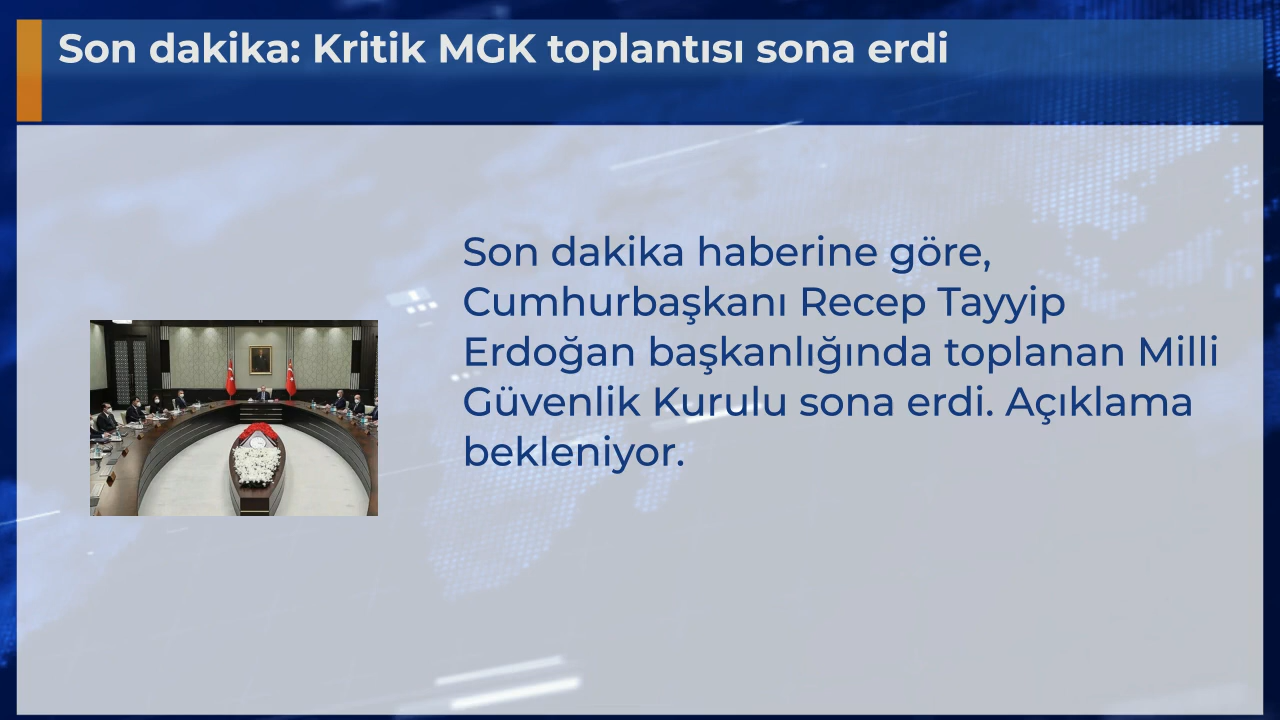 Son dakika: Kritik MGK toplantısı sona erdi
Son dakika haberine göre,
Cumhurbaşkanı Recep Tayyip
Erdoğan başkanlığında toplanan Milli
Güvenlik Kurulu sona erdi. Açıklama
bekleniyor.